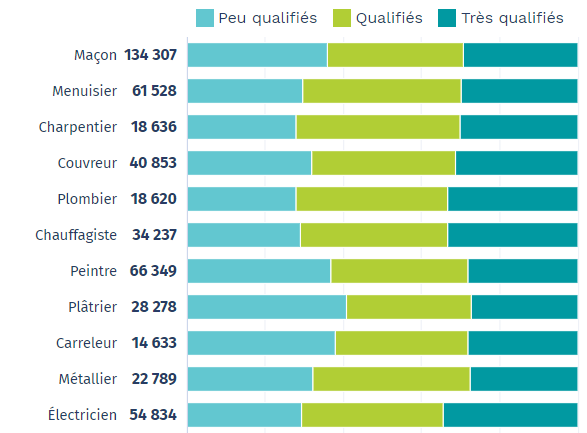 Peu qualifiés Qualifiés Très qualifiés
Maçon 134 307
Menuisier 61 528
Charpentier 18 636
Couvreur 40 853
Plombier 18 620
Chauffagiste 34 237
Peintre 66 349
Plâtrier 28 278
Carreleur 14 633
Métallier 22 789
Électricien 54 834